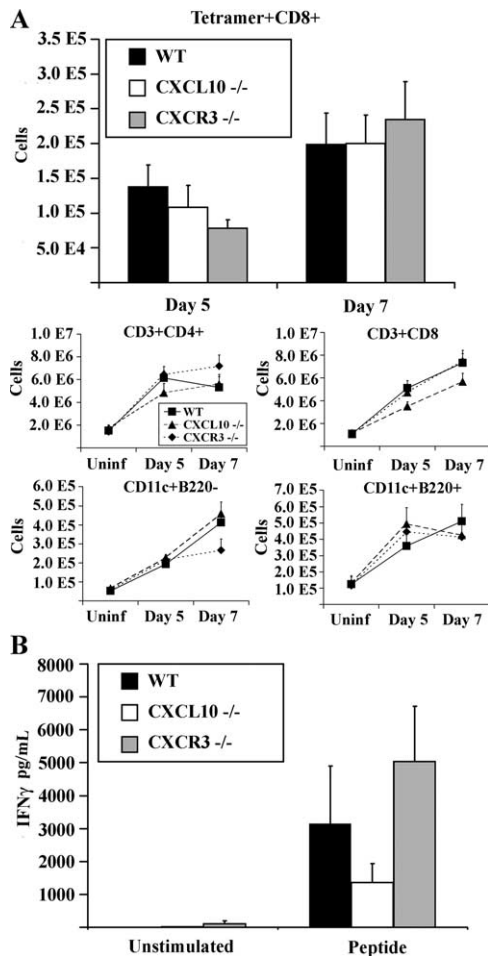 A
Tetramer+CD8+
3.5 E5
3.0 E5
2.5 E5
2.0 E5
1.5 E5
1.0 E5
5.0 E4
Cells
WT
CXCL10 -/-
CXCR3 -/-
Day 5 Day 7
CD3+CD4+
1.0 E7
8.0 E6
6.0 E6
4.0 E6
2.0 E6
Cells
WT
CXCL10 -/-
CXCR3 -/-
Uninf Day 5 Day 7
CD3+CD8
1.0 E7
8.0 E6
6.0 E6
4.0 E6
2.0 E6
Cells
Uninf Day 5 Day 7
CD11c+B220-
6.0 E5
5.0 E5
4.0 E5
3.0 E5
2.0 E5
1.0 E5
Cells
Uninf Day 5 Day 7
CD11c+B220+
6.0 E5
5.0 E5
4.0 E5
3.0 E5
2.0 E5
1.0 E5
Cells
Uninf Day 5 Day 7
B
8000
7000
6000
5000
4000
3000
2000
1000
IFNγ pg/mL
WT
CXCL10 -/-
CXCR3 -/-
Unstimulated Peptide